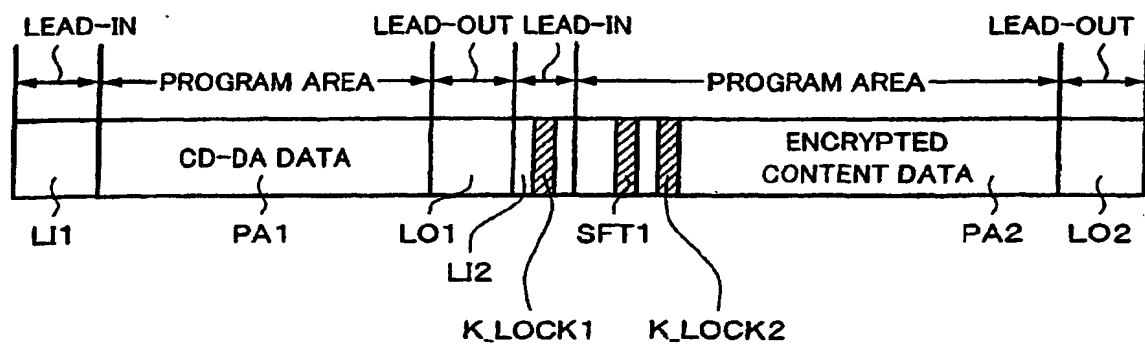 LEAD-IN LEAD-OUT LEAD-IN LEAD-OUT
PROGRAM AREA PROGRAM AREA
CD-DA DATA ENCRYPTED
CONTENT DATA
LI1 PA1 LO1 SFT1 PA2 LO2
LI2
K_LOCK1 K_LOCK2